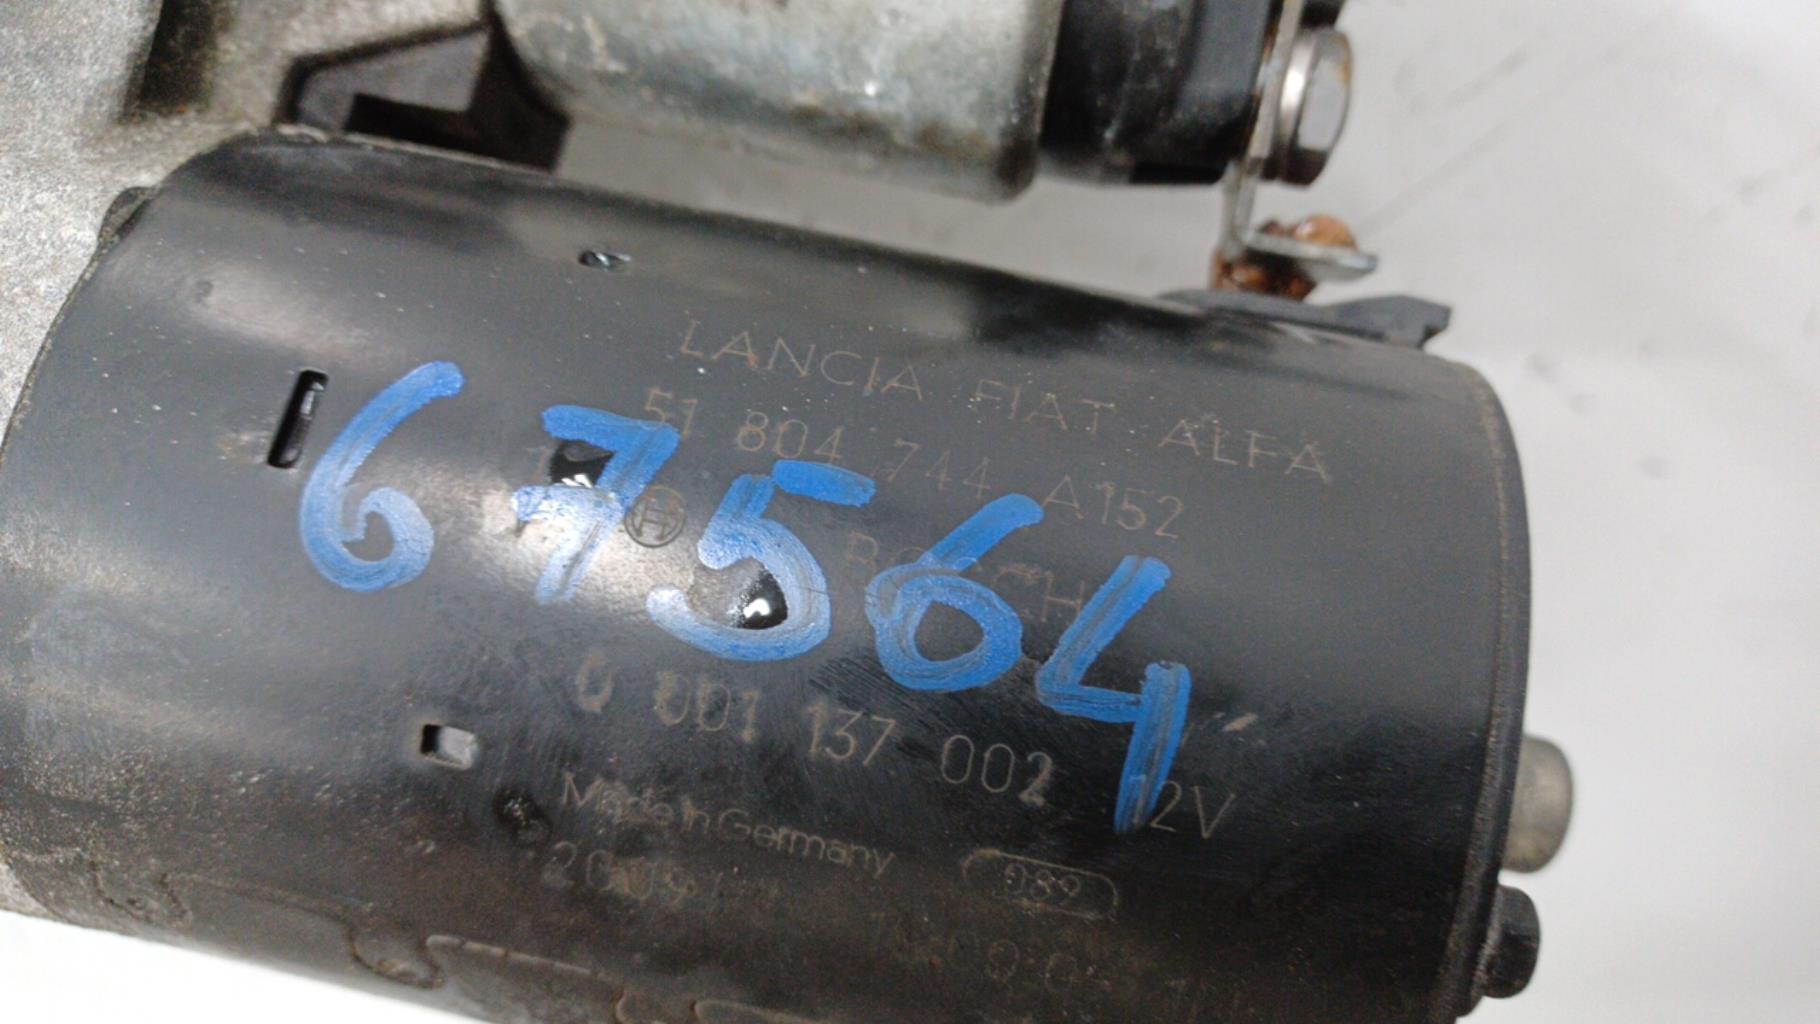 LANCIA FIAT ALFA
51 804 744 A152
67564
BOSCH
0 001 137 002 12V
Made in Germany
089